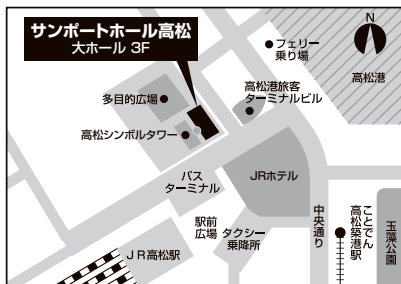 サンポートホール高松
大ホール 3F
フェリー
乗り場
N
高松港
多目的広場
高松港旅客
ターミナルビル
高松シンボルタワー
バス
ターミナル
JRホテル
駅前
広場
タクシー
乗降所
中央通り
ことでん
高松築港駅
玉藻公園
JR高松駅